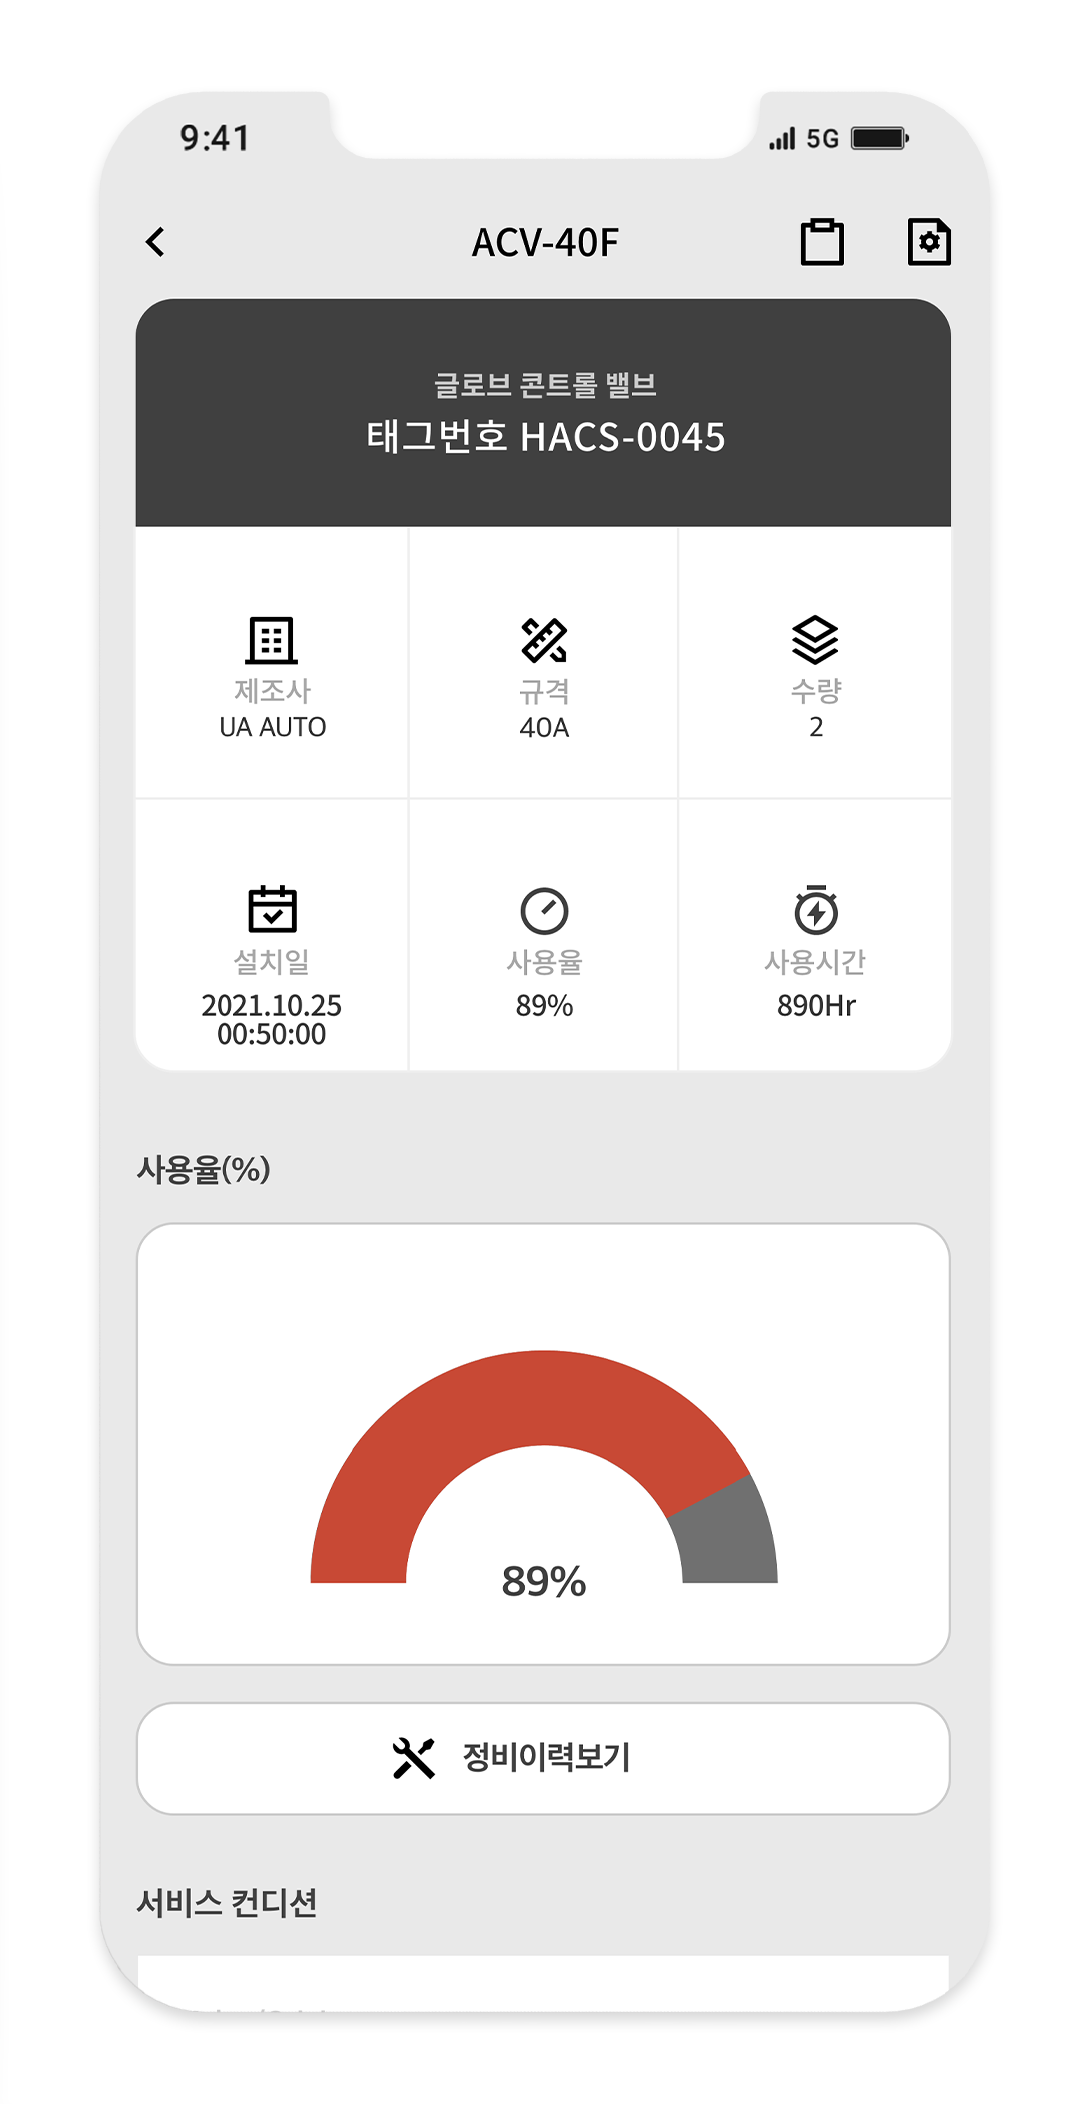 9:41
5G
ACV-40F
글로브 콘트롤 밸브
태그번호 HACS-0045
제조사
UA AUTO
규격
40A
수량
2
설치일
2021.10.25
00:50:00
사용율
89%
사용시간
890Hr
사용율(%)
89%
정비이력보기
서비스 컨디션